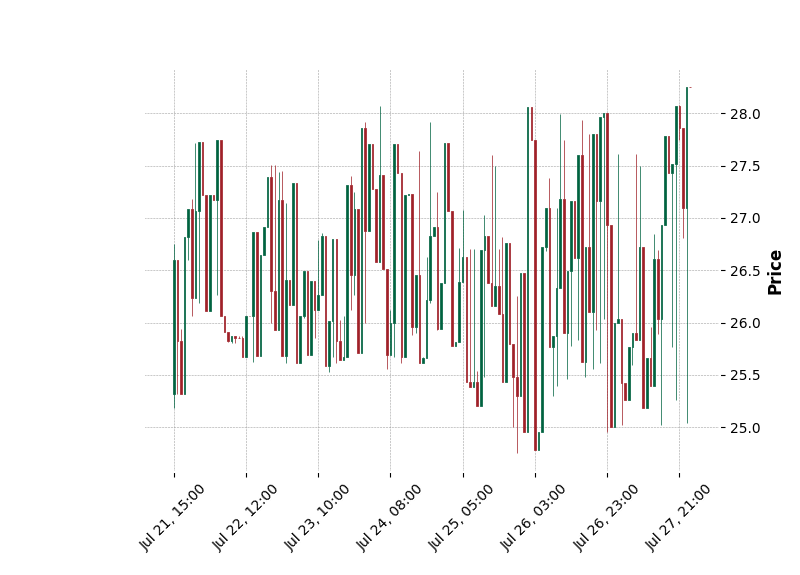 28.0
27.5
27.0
26.5
26.0
25.5
25.0
Price
Jul 21, 15:00
Jul 22, 12:00
Jul 23, 10:00
Jul 24, 08:00
Jul 25, 05:00
Jul 26, 03:00
Jul 26, 23:00
Jul 27, 21:00